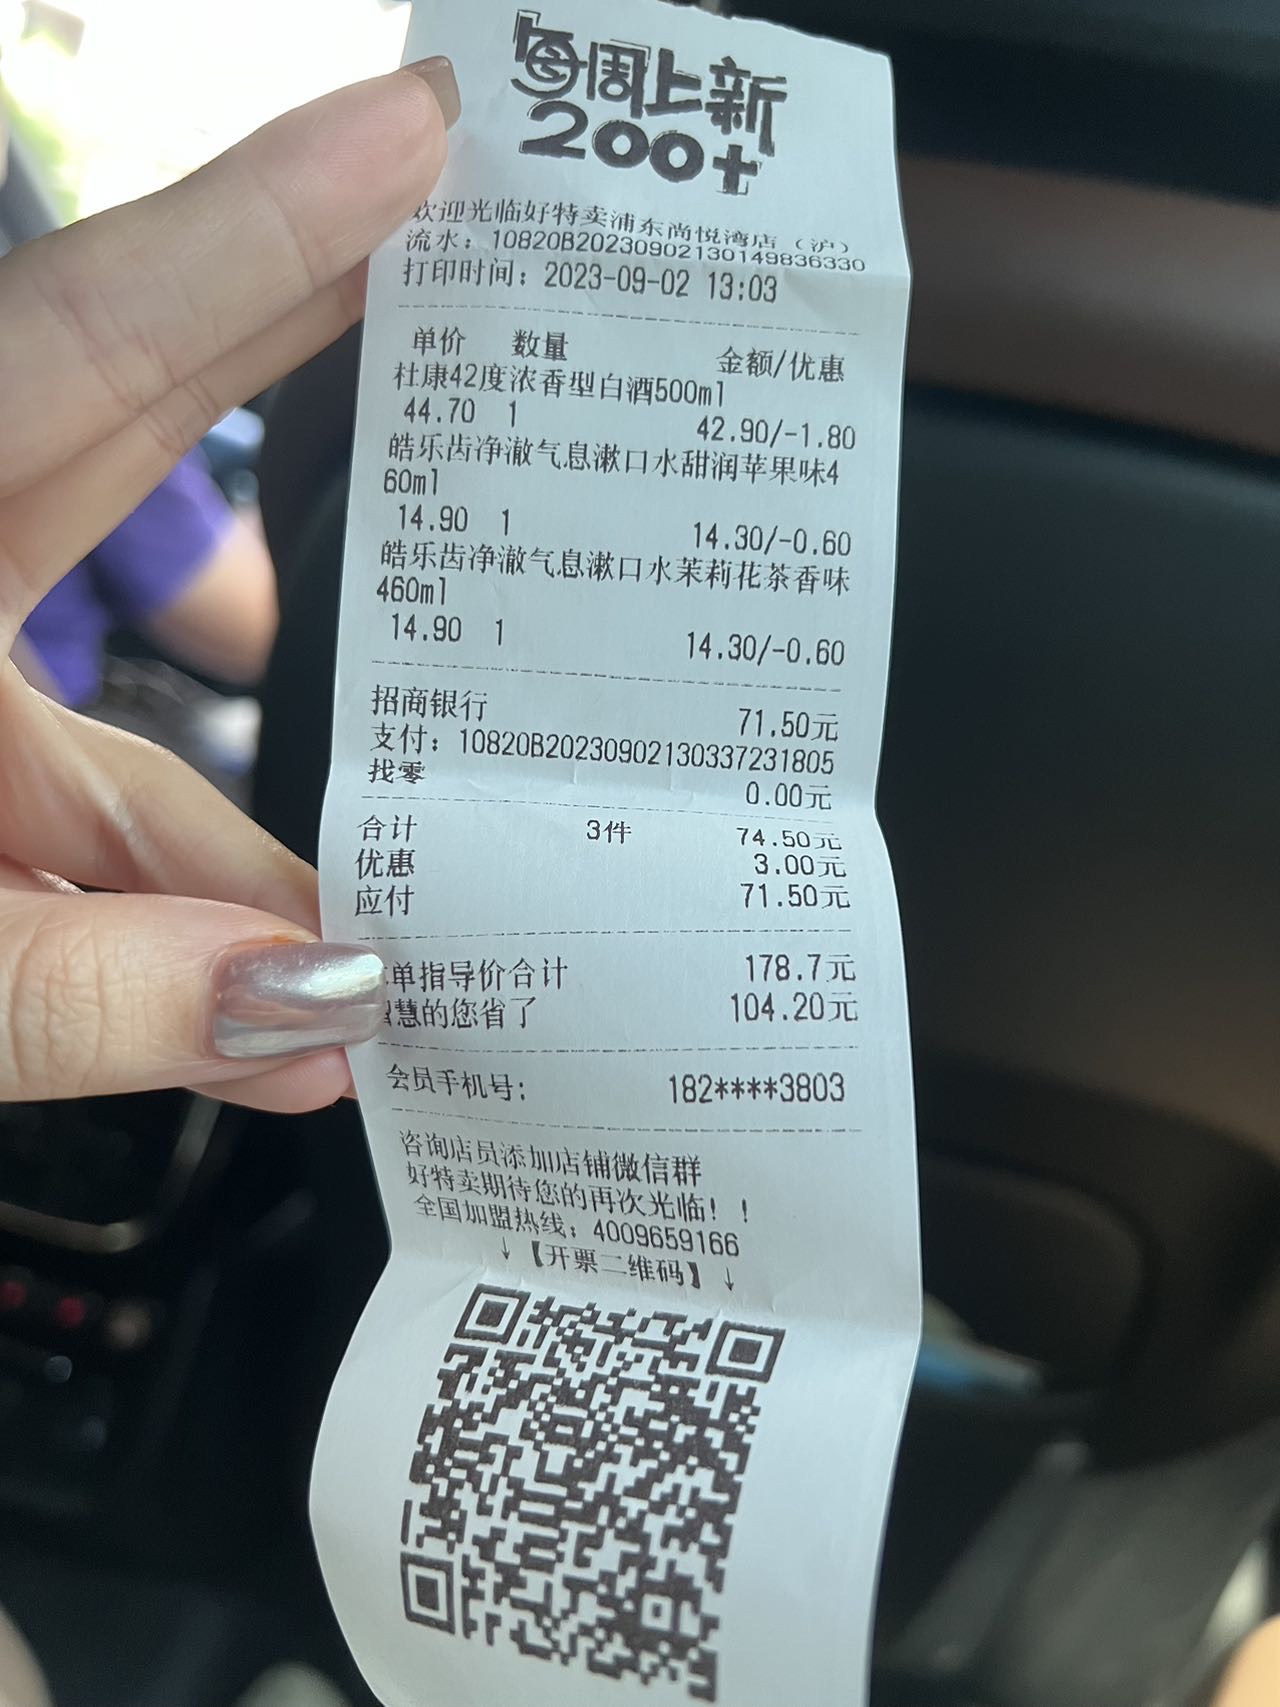 每周上新
200+
欢迎光临好特卖浦东尚悦湾店（沪）
流水：10820B20230902130149836330
打印时间：2023-09-02 13:03
单价 数量 金额/优惠
杜康42度浓香型白酒500ml
44.70 1 42.90/-1.80
皓乐齿净澈气息漱口水甜润苹果味4
60ml
14.90 1 14.30/-0.60
皓乐齿净澈气息漱口水茉莉花茶香味
460ml
14.90 1 14.30/-0.60
招商银行 71.50元
支付：10820B20230902130337231805
找零 0.00元
合计 3件 74.50元
优惠 3.00元
应付 71.50元
单指导价合计 178.7元
智慧的您省了 104.20元
会员手机号: 182****3803
咨询店员添加店铺微信群
好特卖期待您的再次光临！！
全国加盟热线：4009659166
↓【开票二维码】↓